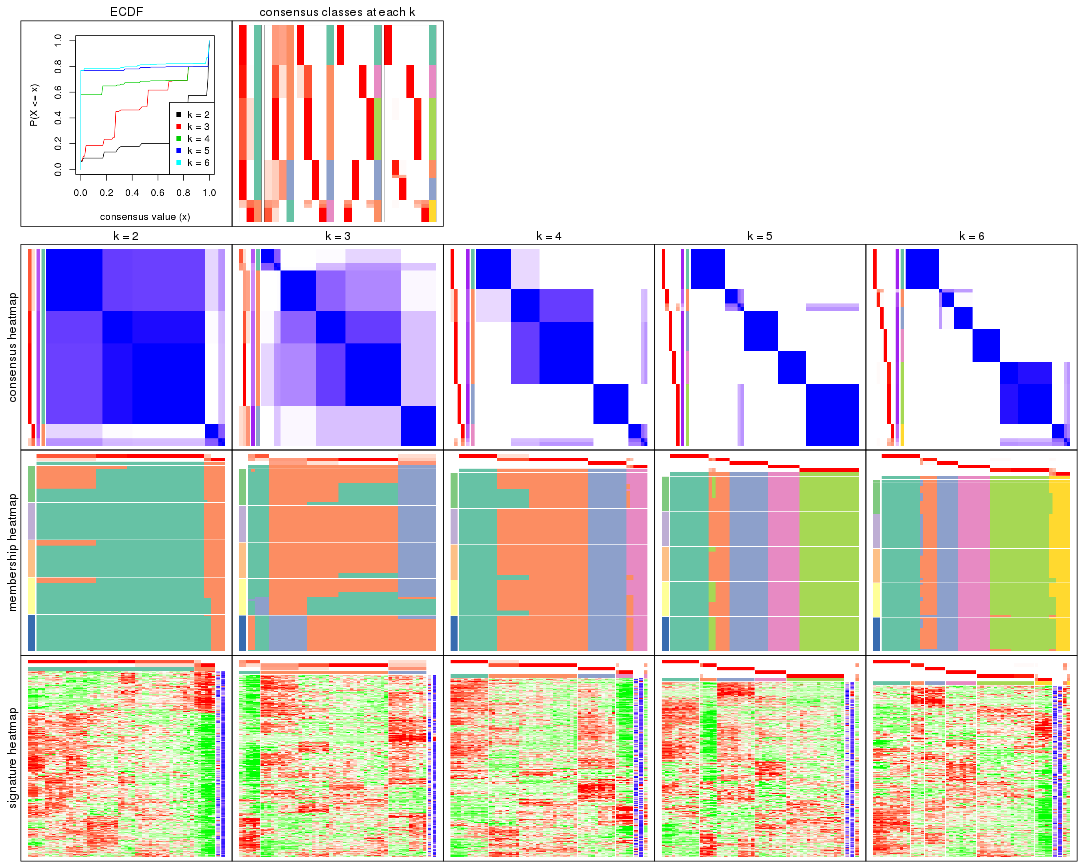 ECDF
consensus classes at each k
P(X <= x)
0.0 0.2 0.4 0.6 0.8 1.0
k = 2
k = 3
k = 4
k = 5
k = 6
0.0 0.2 0.4 0.6 0.8 1.0
consensus value (x)
k = 2
k = 3
k = 4
k = 5
k = 6
consensus heatmap
membership heatmap
signature heatmap